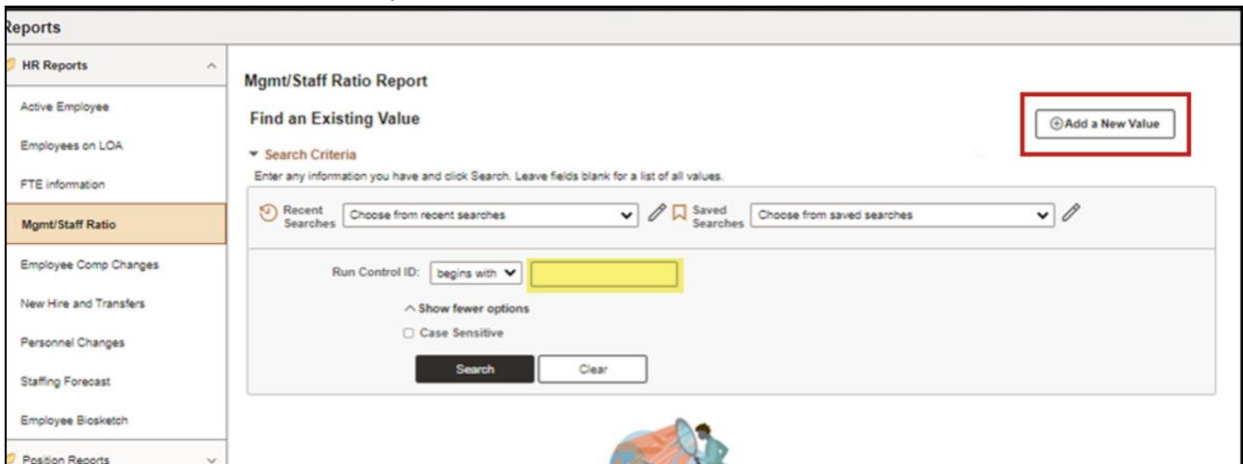 Reports
HR Reports
Active Employee
Employees on LOA
FTE information
Mgmt/Staff Ratio
Employee Comp Changes
New Hire and Transfers
Personnel Changes
Staffing Forecast
Employee Biosketch
Position Reports
Mgmt/Staff Ratio Report
Find an Existing Value
Add a New Value
Search Criteria
Enter any information you have and click Search. Leave fields blank for a list of all values.
Recent Searches
Choose from recent searches
Saved Searches
Choose from saved searches
Run Control ID:
begins with
Show fewer options
Case Sensitive
Search
Clear